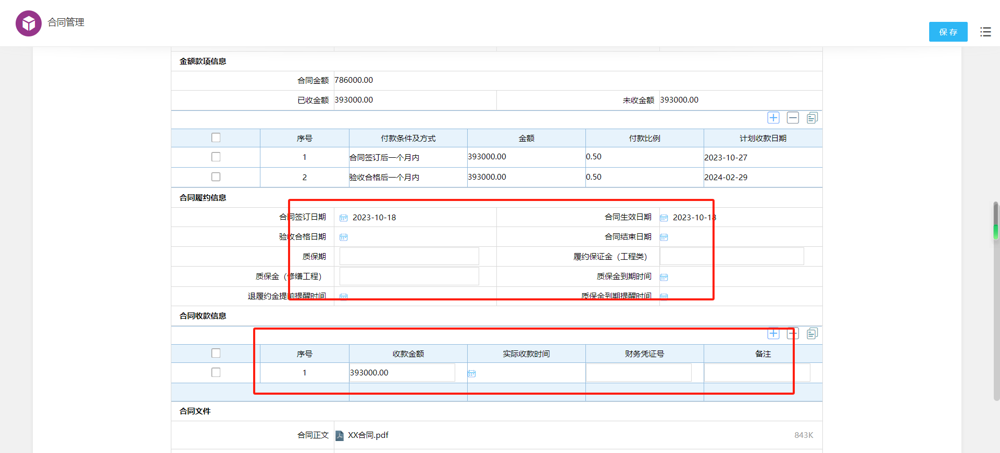 合同管理
保 存
金额款项信息
合同金额 786000.00
已收金额 393000.00 未收金额 393000.00
序号 付款条件及方式 金额 付款比例 计划收款日期
1 合同签订后一个月内 393000.00 0.50 2023-10-27
2 验收合格后一个月内 393000.00 0.50 2024-02-29
合同履约信息
合同签订日期 2023-10-18 合同生效日期 2023-10-18
验收合格日期 合同结束日期
质保期 履约保证金（工程类）
质保金（修缮工程） 质保金到期时间
退履约金提前提醒时间 质保金到期提醒时间
合同收款信息
序号 收款金额 实际收款时间 财务凭证号 备注
1 393000.00
合同文件
合同正文 XX合同.pdf 843K